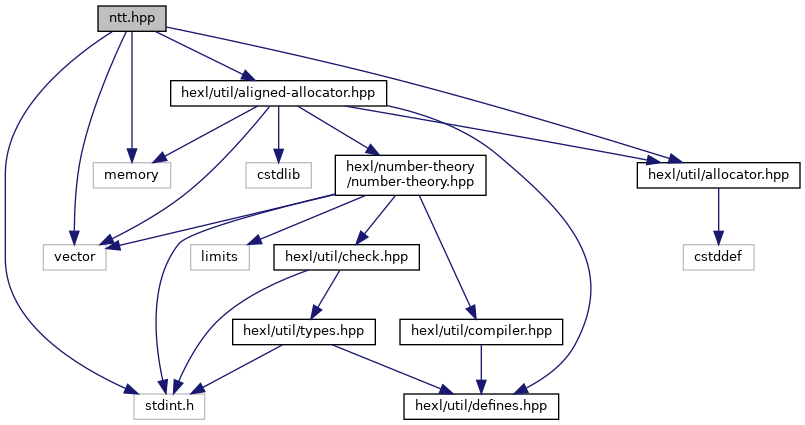 ntt.hpp
hexl/util/aligned-allocator.hpp
memory
cstdlib
hexl/number-theory
/number-theory.hpp
hexl/util/allocator.hpp
vector
limits
hexl/util/check.hpp
cstddef
hexl/util/types.hpp
hexl/util/compiler.hpp
stdint.h
hexl/util/defines.hpp